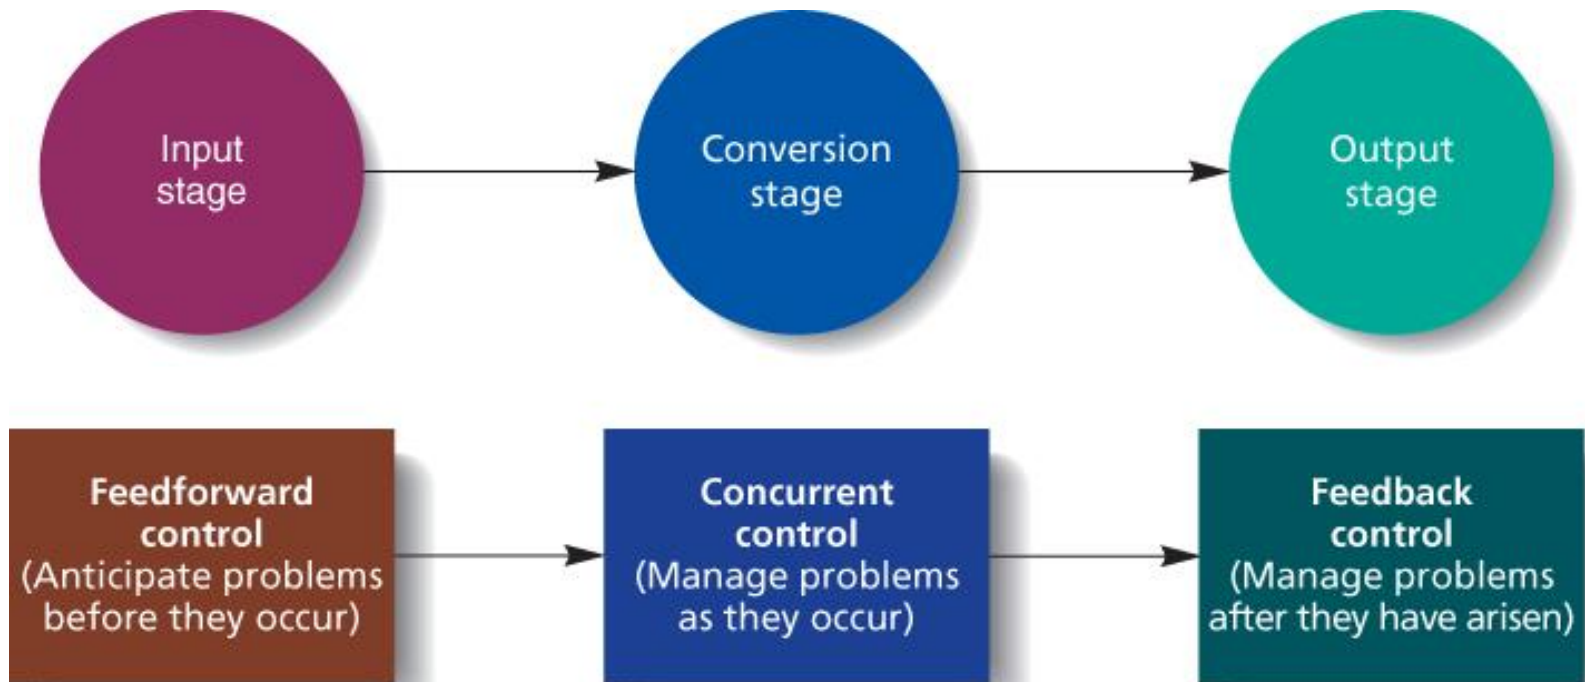 Input
stage
Conversion
stage
Output
stage
Feedforward
control
(Anticipate problems
before they occur)
Concurrent
control
(Manage problems
as they occur)
Feedback
control
(Manage problems
after they have arisen)